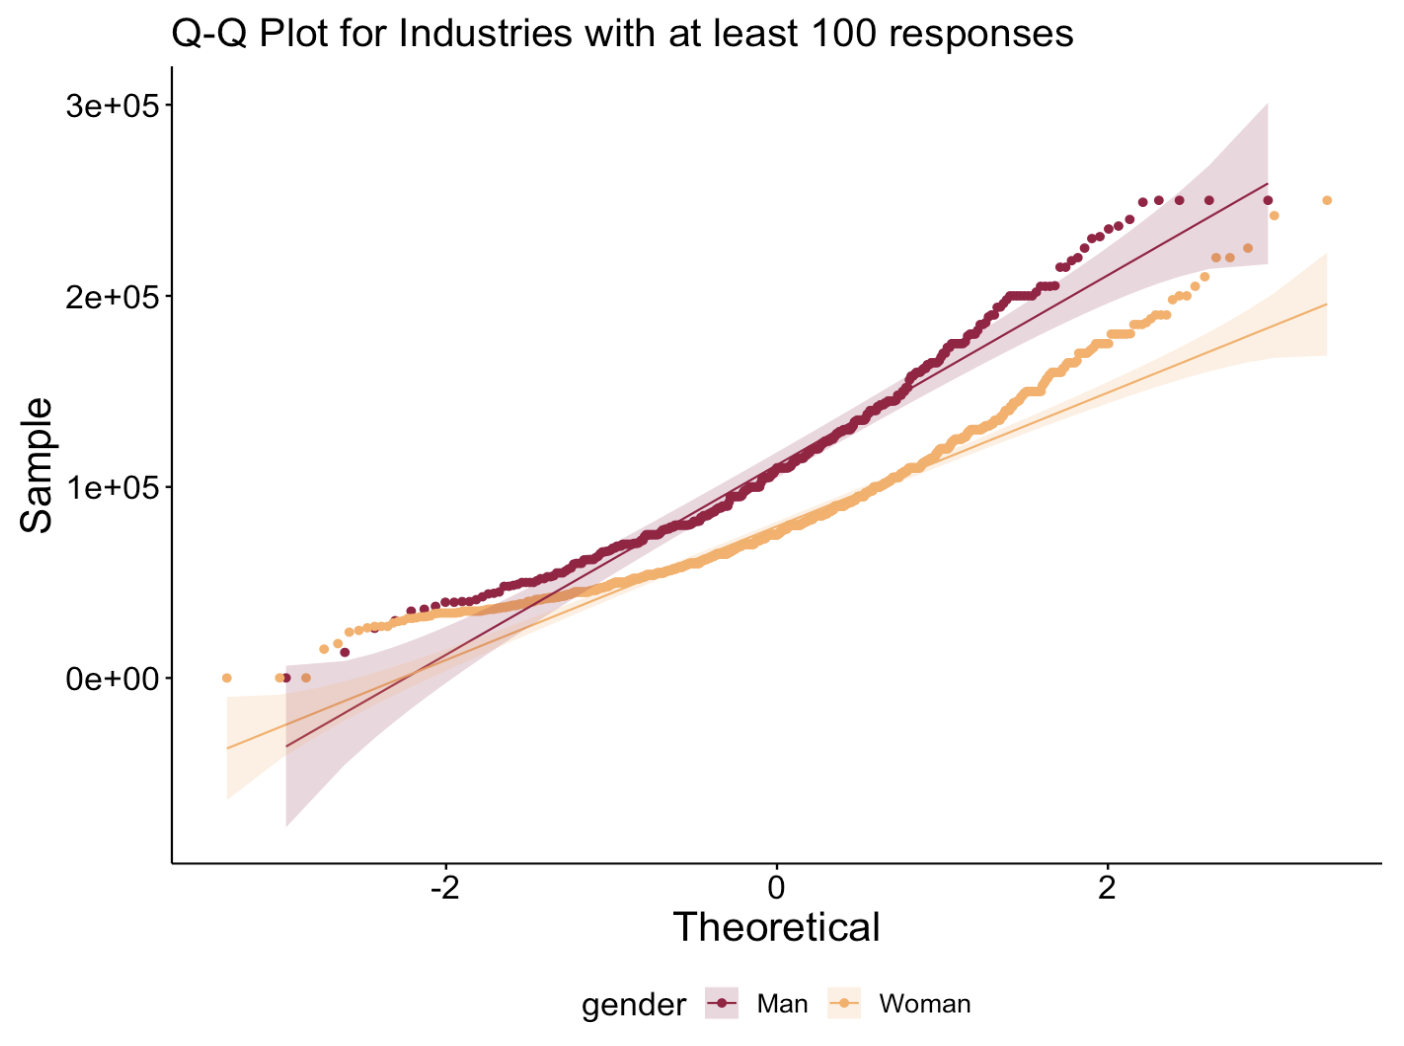 Q-Q Plot for Industries with at least 100 responses
3e+05
2e+05
1e+05
0e+00
Sample
-2 0 2
Theoretical
gender Man Woman